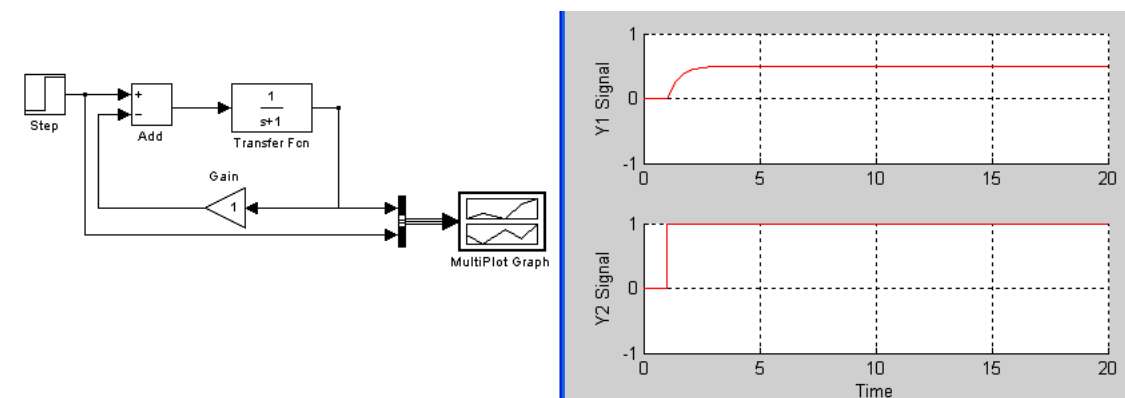 Step
+
−
Add
1
s+1
Transfer Fcn
Gain
1
MultiPlot Graph
1
0
-1
Y1 Signal
0 5 10 15 20
1
0
-1
Y2 Signal
0 5 10 15 20
Time